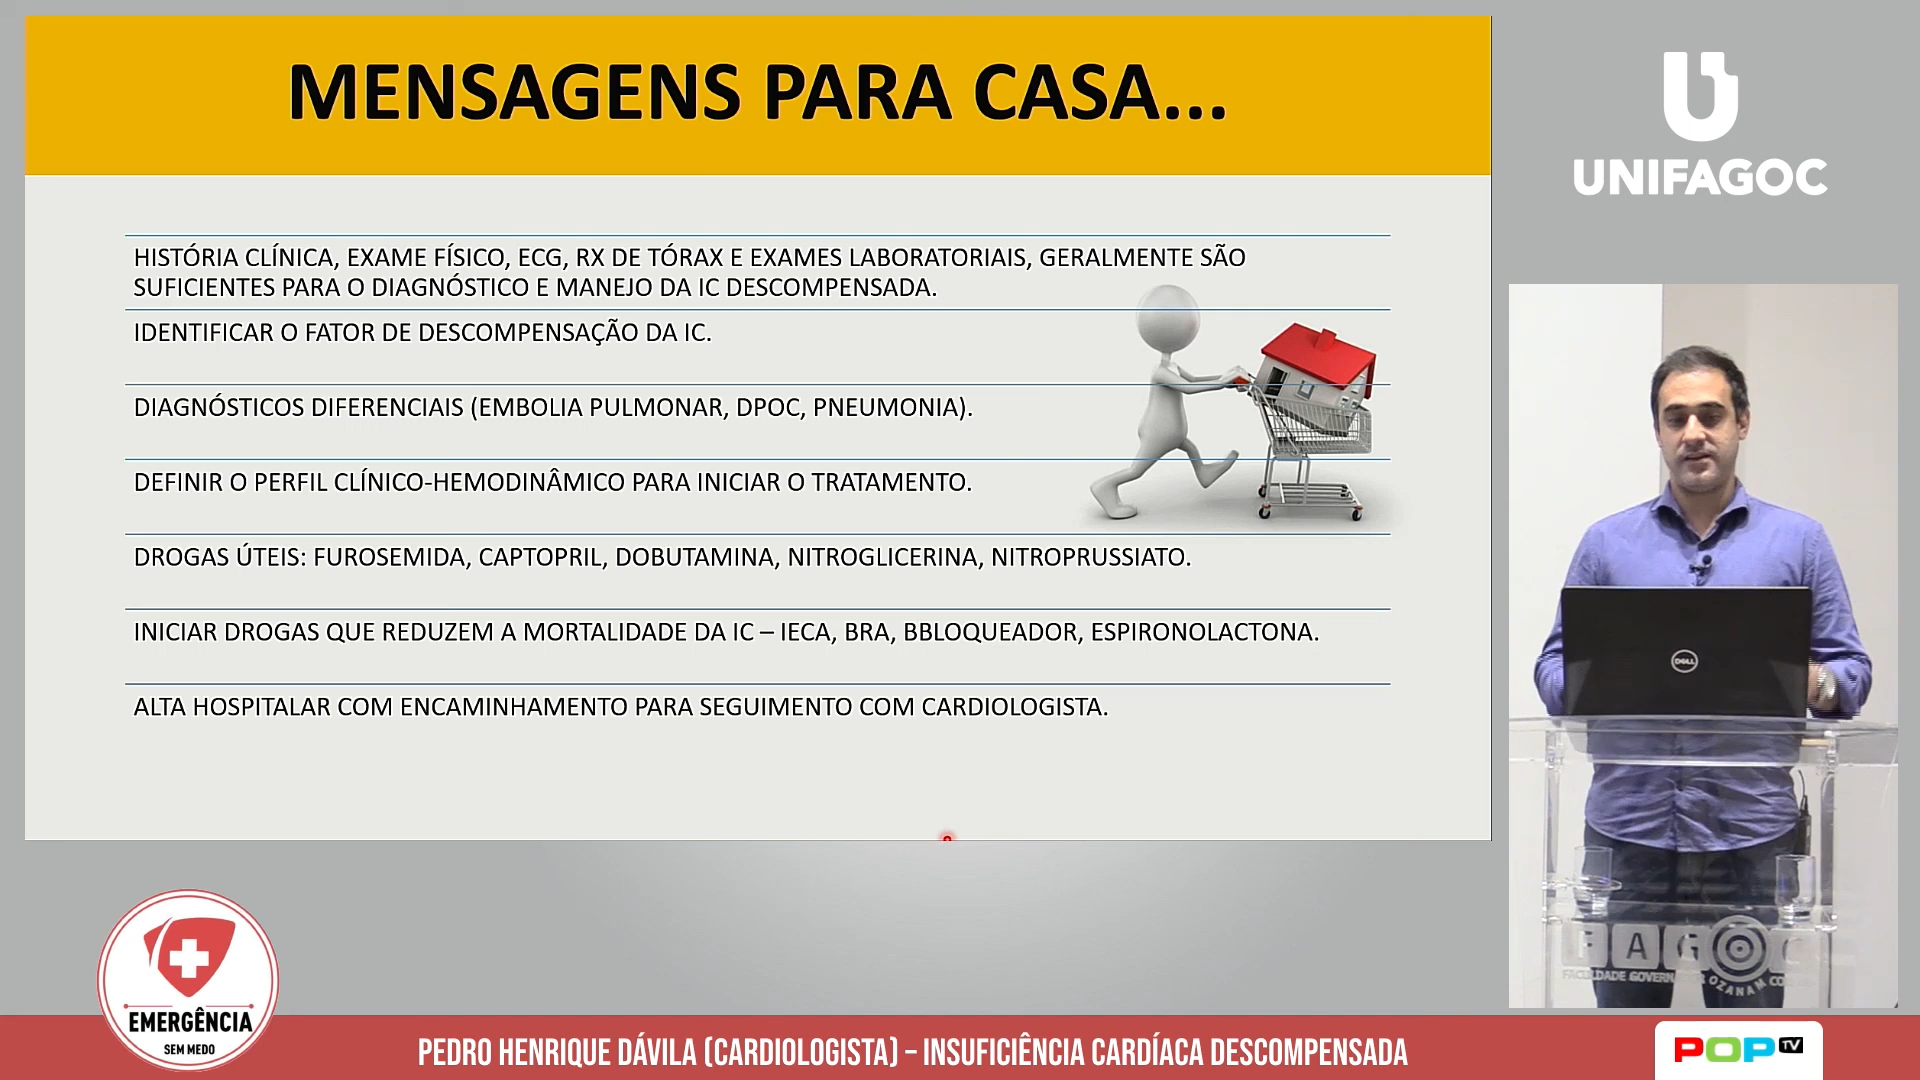 MENSAGENS PARA CASA...
HISTÓRIA CLÍNICA, EXAME FÍSICO, ECG, RX DE TÓRAX E EXAMES LABORATORIAIS, GERALMENTE SÃO
SUFICIENTES PARA O DIAGNÓSTICO E MANEJO DA IC DESCOMPENSADA.
IDENTIFICAR O FATOR DE DESCOMPENSAÇÃO DA IC.
DIAGNÓSTICOS DIFERENCIAIS (EMBOLIA PULMONAR, DPOC, PNEUMONIA).
DEFINIR O PERFIL CLÍNICO-HEMODINÂMICO PARA INICIAR O TRATAMENTO.
DROGAS ÚTEIS: FUROSEMIDA, CAPTOPRIL, DOBUTAMINA, NITROGLICERINA, NITROPRUSSIATO.
INICIAR DROGAS QUE REDUZEM A MORTALIDADE DA IC – IECA, BRA, BBLOQUEADOR, ESPIRONOLACTONA.
ALTA HOSPITALAR COM ENCAMINHAMENTO PARA SEGUIMENTO COM CARDIOLOGISTA.
UNIFAGOC
DELL
FAGOC
FACULDADE GOVERNADOR OZANAM
EMERGÊNCIA
SEM MEDO
PEDRO HENRIQUE DÁVILA (CARDIOLOGISTA) – INSUFICIÊNCIA CARDÍACA DESCOMPENSADA
POP TV